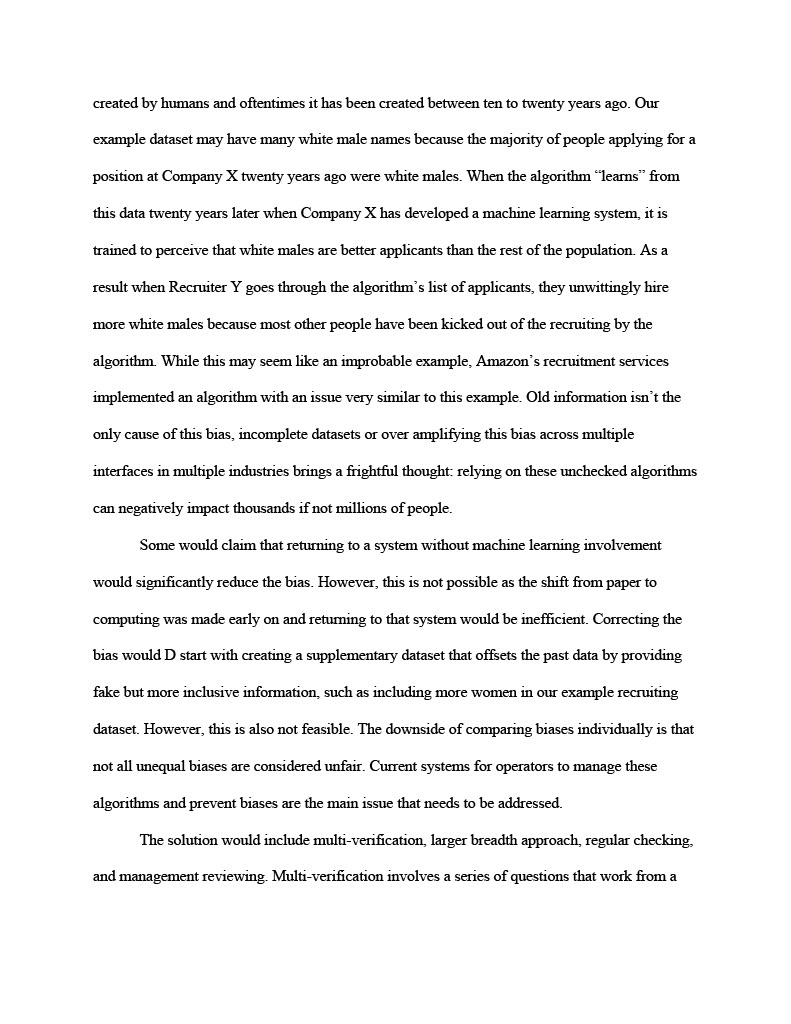 created by humans and oftentimes it has been created between ten to twenty years ago. Our
example dataset may have many white male names because the majority of people applying for a
position at Company X twenty years ago were white males. When the algorithm “learns” from
this data twenty years later when Company X has developed a machine learning system, it is
trained to perceive that white males are better applicants than the rest of the population. As a
result when Recruiter Y goes through the algorithm’s list of applicants, they unwittingly hire
more white males because most other people have been kicked out of the recruiting by the
algorithm. While this may seem like an improbable example, Amazon’s recruitment services
implemented an algorithm with an issue very similar to this example. Old information isn’t the
only cause of this bias, incomplete datasets or over amplifying this bias across multiple
interfaces in multiple industries brings a frightful thought: relying on these unchecked algorithms
can negatively impact thousands if not millions of people.
Some would claim that returning to a system without machine learning involvement
would significantly reduce the bias. However, this is not possible as the shift from paper to
computing was made early on and returning to that system would be inefficient. Correcting the
bias would D start with creating a supplementary dataset that offsets the past data by providing
fake but more inclusive information, such as including more women in our example recruiting
dataset. However, this is also not feasible. The downside of comparing biases individually is that
not all unequal biases are considered unfair. Current systems for operators to manage these
algorithms and prevent biases are the main issue that needs to be addressed.
The solution would include multi-verification, larger breadth approach, regular checking,
and management reviewing. Multi-verification involves a series of questions that work from a